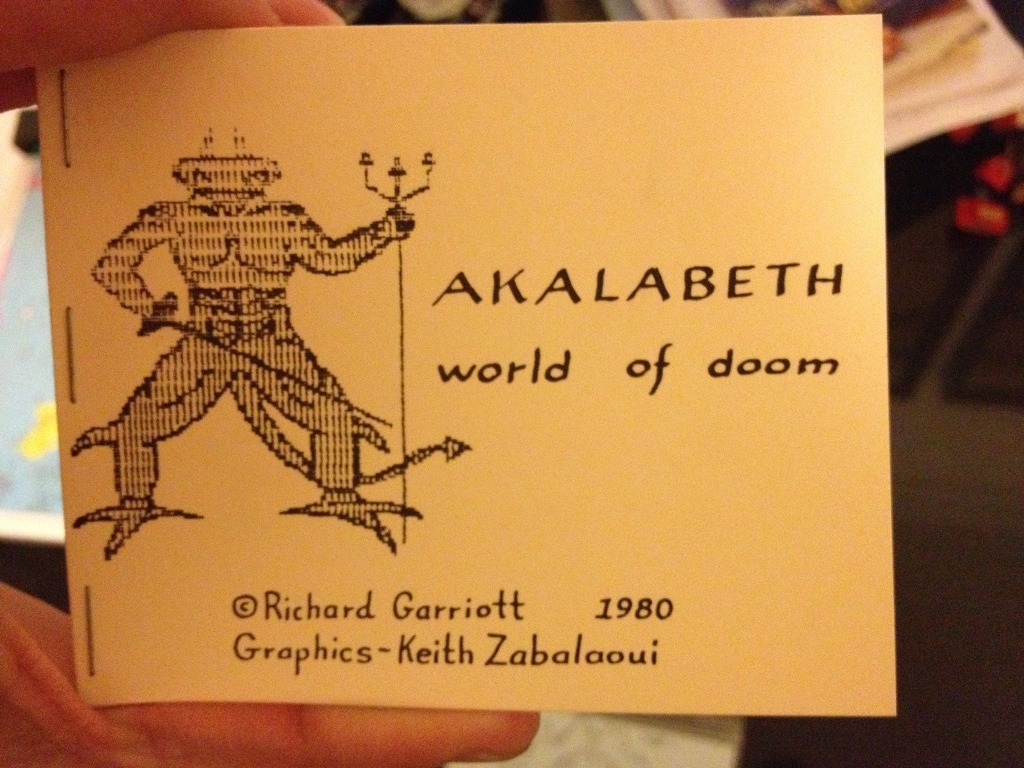 AKALABETH
world of doom
©Richard Garriott 1980
Graphics-Keith Zabalaoui